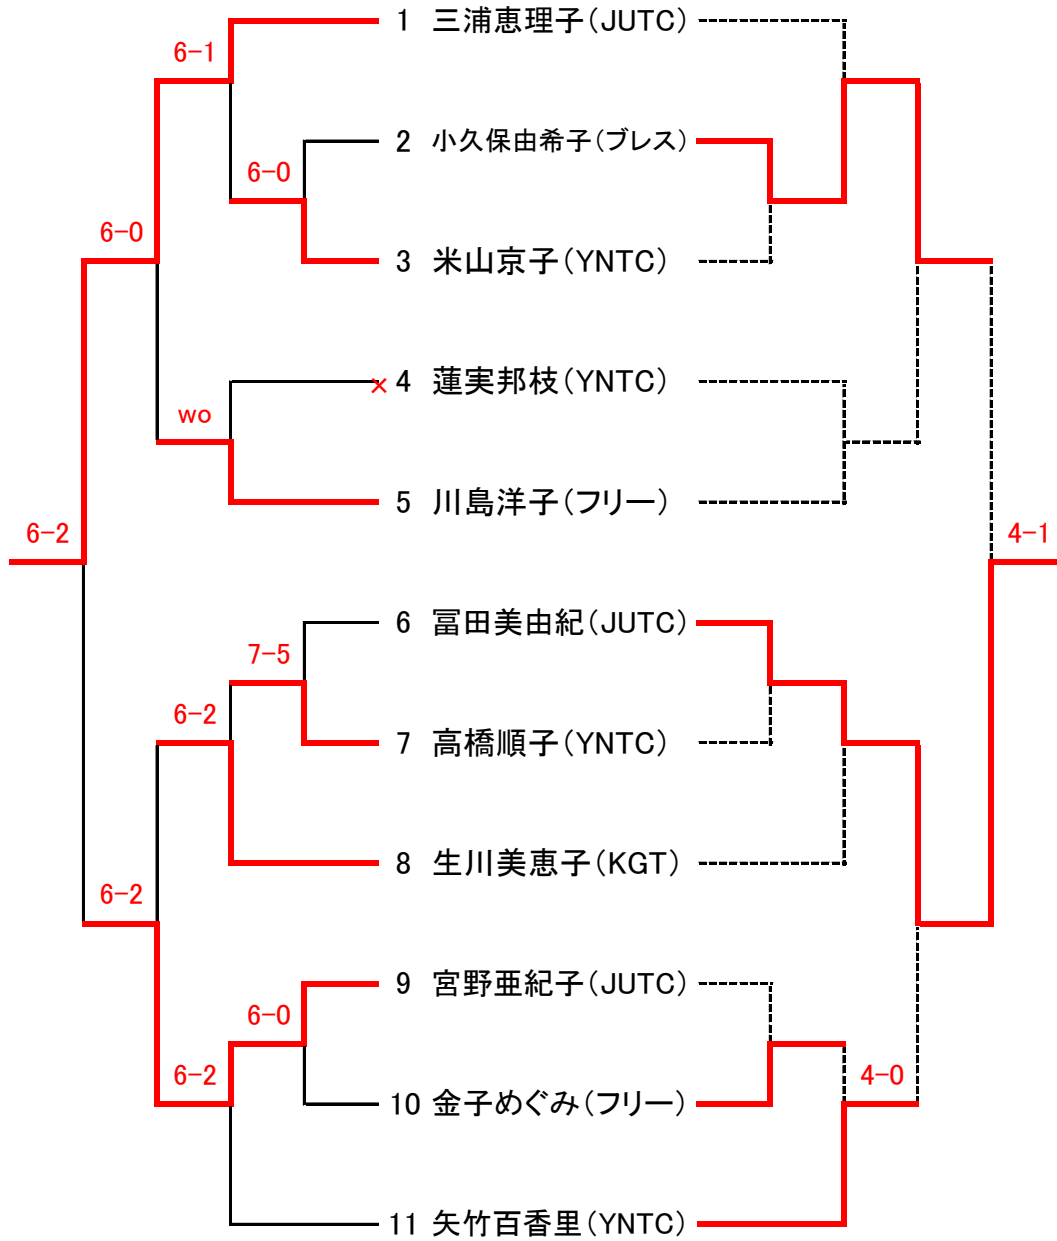 1 三浦恵理子(JUTC)
6-1
2 小久保由希子(ブレス)
6-0
6-0
3 米山京子(YNTC)
× 4 蓮実邦枝(YNTC)
wo
5 川島洋子(フリー)
6-2
4-1
6 冨田美由紀(JUTC)
7-5
6-2
7 高橋順子(YNTC)
8 生川美恵子(KGT)
6-2
9 宮野亜紀子(JUTC)
6-0
6-2
4-0
10 金子めぐみ(フリー)
11 矢竹百香里(YNTC)